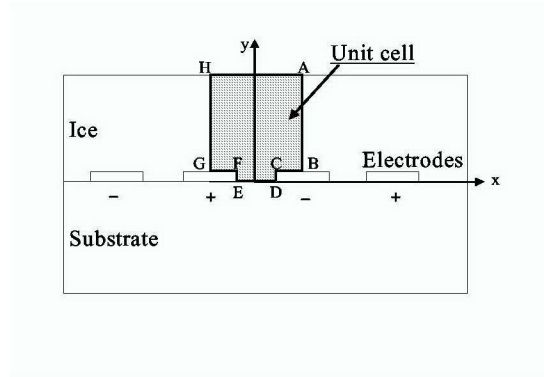 y
Unit cell
H
A
Ice
G
F
C
B
Electrodes
x
E
D
−
+
−
+
Substrate